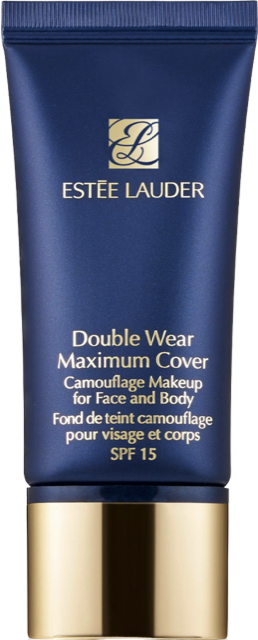 ESTĒE LAUDER
Double Wear
Maximum Cover
Camouflage Makeup
for Face and Body
Fond de teint camouflage
pour visage et corps
SPF 15